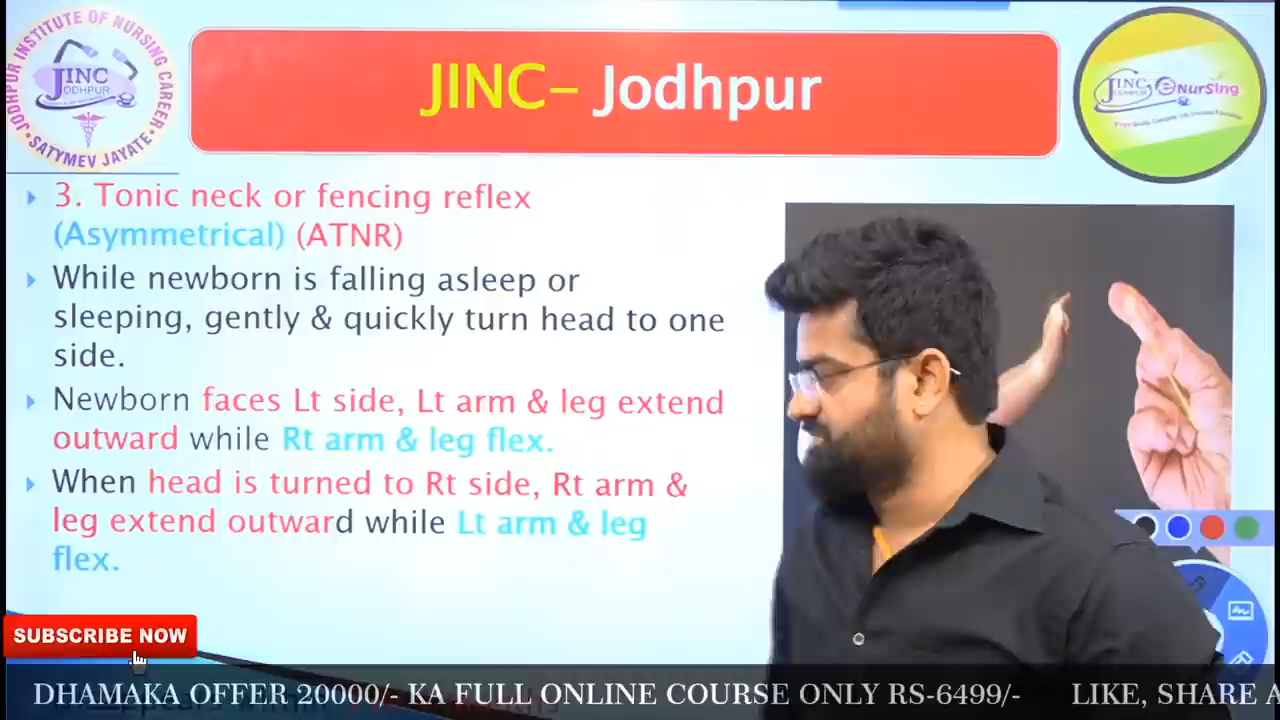 JODHPUR INSTITUTE OF NURSING CAREER
JINC
JODHPUR
SATYMEV JAYATE
JINC– Jodhpur
JINC
JODHPUR
eNursing
3. Tonic neck or fencing reflex
(Asymmetrical) (ATNR)
While newborn is falling asleep or
sleeping, gently & quickly turn head to one
side.
Newborn faces Lt side, Lt arm & leg extend
outward while Rt arm & leg flex.
When head is turned to Rt side, Rt arm &
leg extend outward while Lt arm & leg
flex.
SUBSCRIBE NOW
DHAMAKA OFFER 20000/- KA FULL ONLINE COURSE ONLY RS-6499/- LIKE, SHARE A